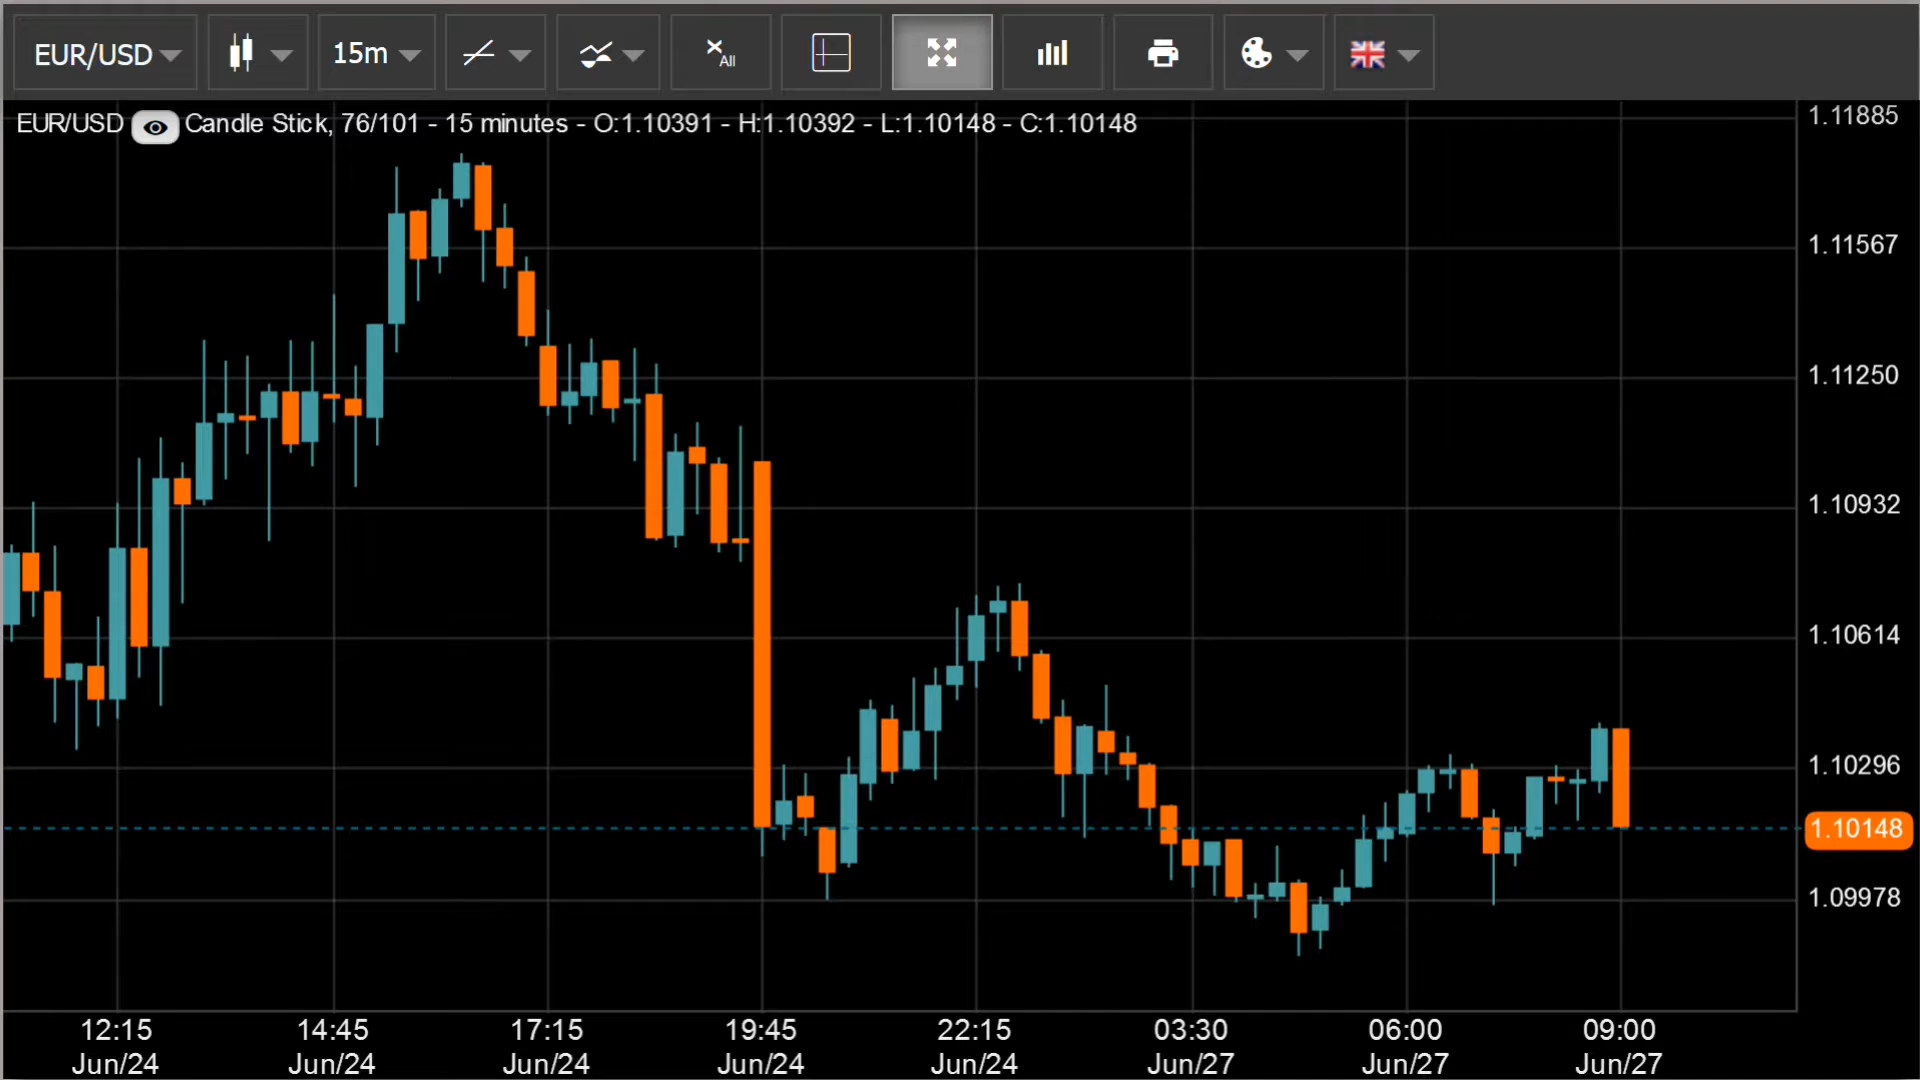 EUR/USD 15m X All
EUR/USD Candle Stick, 76/101 - 15 minutes - O:1.10391 - H:1.10392 - L:1.10148 - C:1.10148
1.11885
1.11567
1.11250
1.10932
1.10614
1.10296
1.10148
1.09978
12:15 14:45 17:15 19:45 22:15 03:30 06:00 09:00
Jun/24 Jun/24 Jun/24 Jun/24 Jun/24 Jun/27 Jun/27 Jun/27